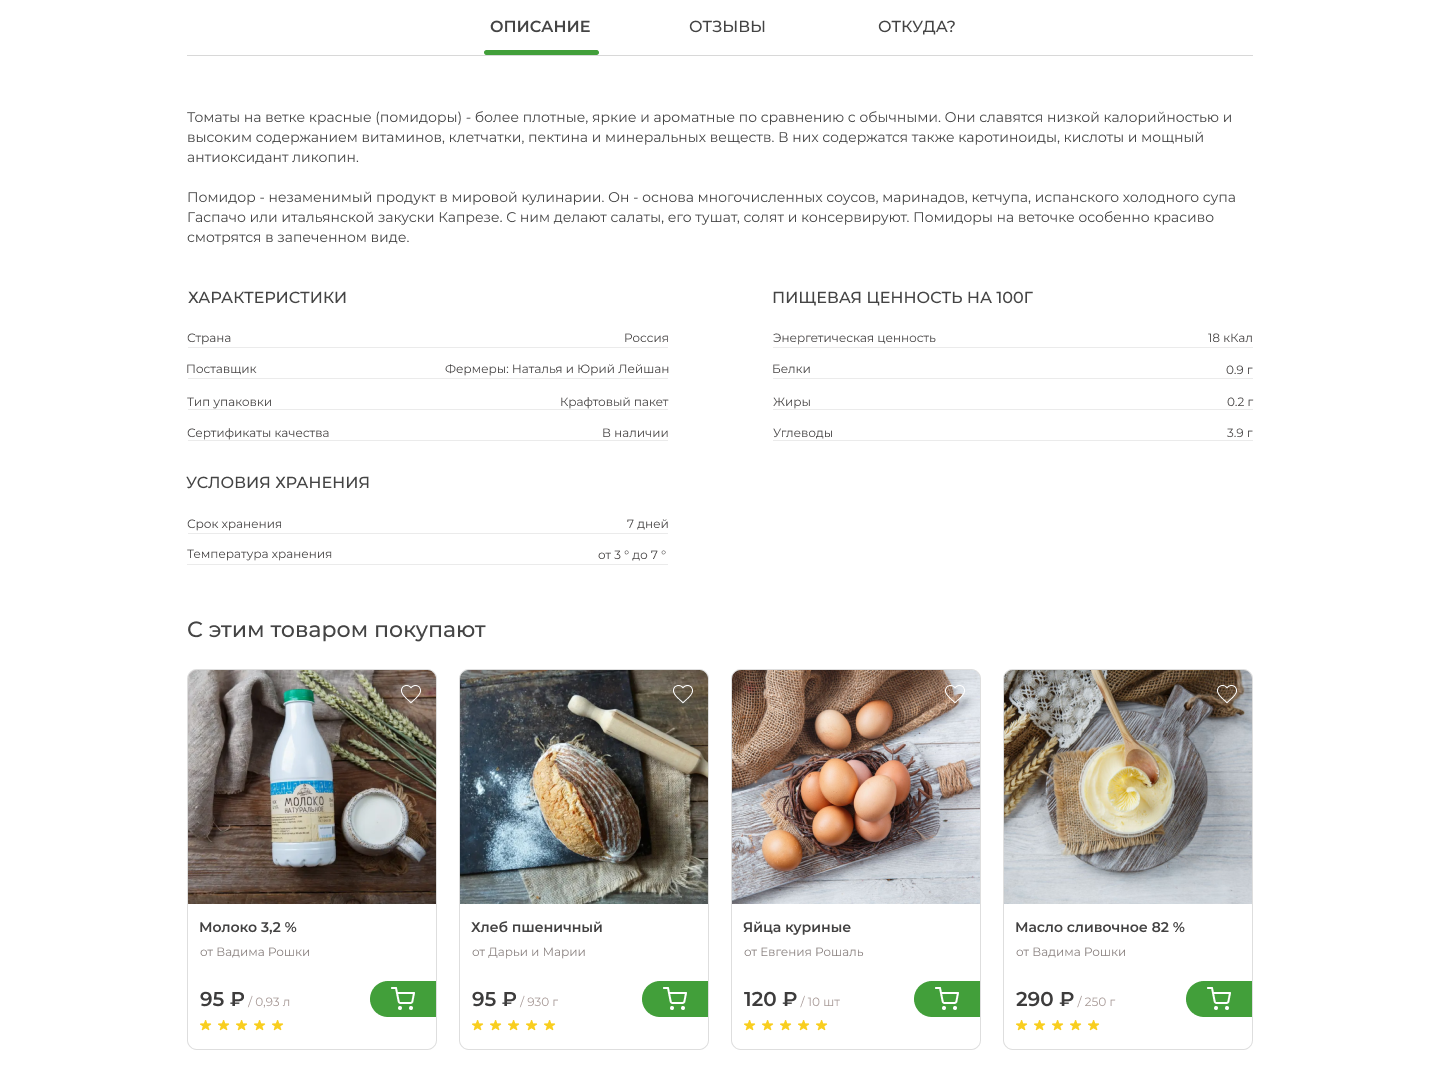 ОПИСАНИЕ ОТЗЫВЫ ОТКУДА?
Томаты на ветке красные (помидоры) - более плотные, яркие и ароматные по сравнению с обычными. Они славятся низкой калорийностью и
высоким содержанием витаминов, клетчатки, пектина и минеральных веществ. В них содержатся также каротиноиды, кислоты и мощный
антиоксидант ликопин.
Помидор - незаменимый продукт в мировой кулинарии. Он - основа многочисленных соусов, маринадов, кетчупа, испанского холодного супа
Гаспачо или итальянской закуски Капрезе. С ним делают салаты, его тушат, солят и консервируют. Помидоры на веточке особенно красиво
смотрятся в запеченном виде.
ХАРАКТЕРИСТИКИ
Страна Россия
Поставщик Фермеры: Наталья и Юрий Лейшан
Тип упаковки Крафтовый пакет
Сертификаты качества В наличии
ПИЩЕВАЯ ЦЕННОСТЬ НА 100Г
Энергетическая ценность 18 кКал
Белки 0.9 г
Жиры 0.2 г
Углеводы 3.9 г
УСЛОВИЯ ХРАНЕНИЯ
Срок хранения 7 дней
Температура хранения от 3 ° до 7 °
С этим товаром покупают
МОЛОКО
НАТУРАЛЬНОЕ
Молоко 3,2 %
от Вадима Рошки
95 ₽ / 0,93 л
Хлеб пшеничный
от Дарьи и Марии
95 ₽ / 930 г
Яйца куриные
от Евгения Рошаль
120 ₽ / 10 шт
Масло сливочное 82 %
от Вадима Рошки
290 ₽ / 250 г